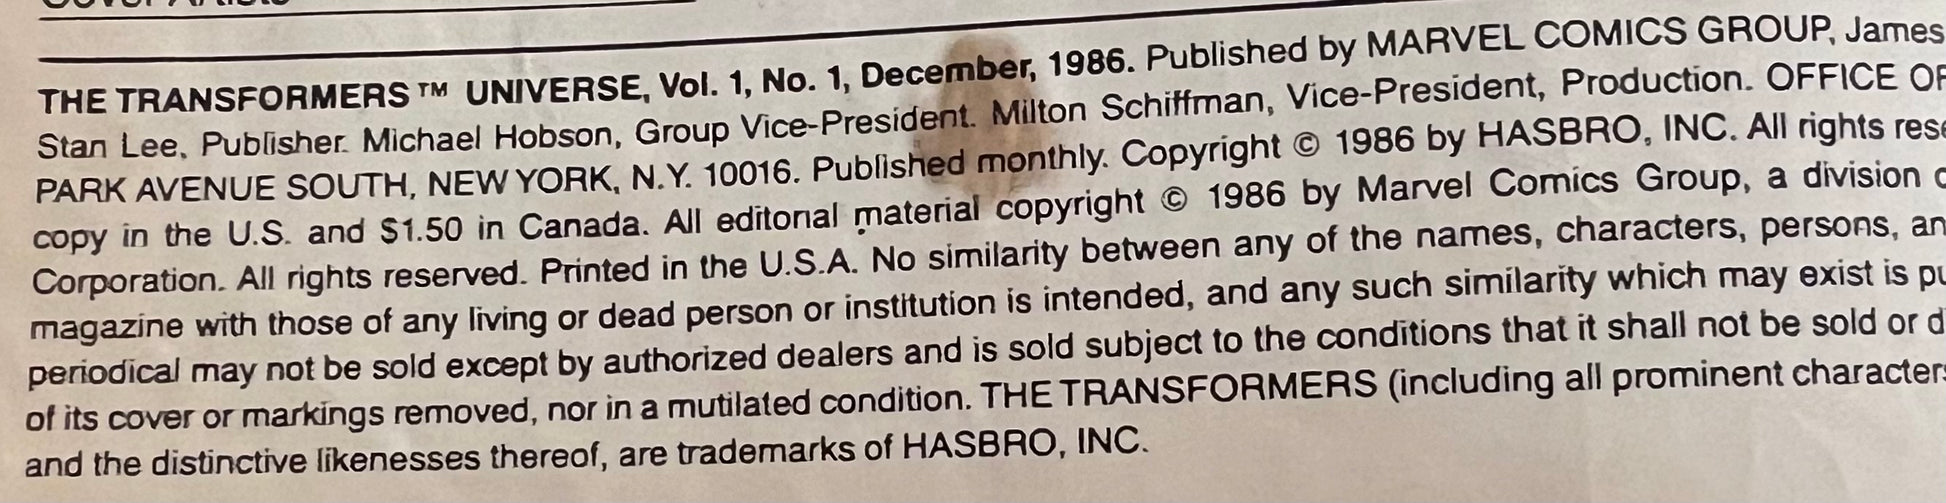 THE TRANSFORMERS™ UNIVERSE, Vol. 1, No. 1, December, 1986. Published by MARVEL COMICS GROUP, James
Stan Lee, Publisher. Michael Hobson, Group Vice-President. Milton Schiffman, Vice-President, Production. OFFICE OF
PARK AVENUE SOUTH, NEW YORK, N.Y. 10016. Published monthly. Copyright © 1986 by HASBRO, INC. All rights rese
copy in the U.S. and $1.50 in Canada. All editorial material copyright © 1986 by Marvel Comics Group, a division o
Corporation. All rights reserved. Printed in the U.S.A. No similarity between any of the names, characters, persons, an
magazine with those of any living or dead person or institution is intended, and any such similarity which may exist is pu
periodical may not be sold except by authorized dealers and is sold subject to the conditions that it shall not be sold or d
of its cover or markings removed, nor in a mutilated condition. THE TRANSFORMERS (including all prominent characters
and the distinctive likenesses thereof, are trademarks of HASBRO, INC.